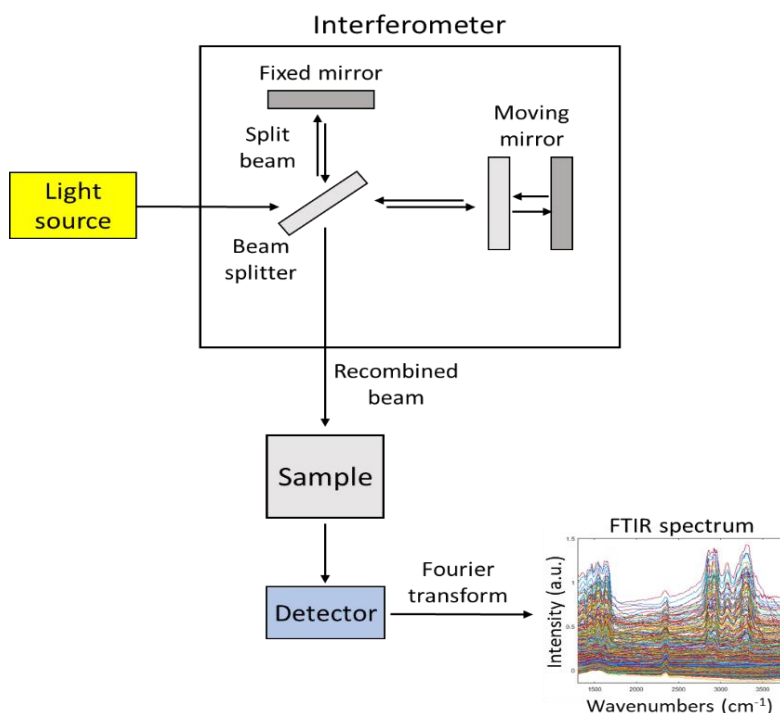 Interferometer
Fixed mirror
Split
beam
Moving
mirror
Light
source
Beam
splitter
Recombined
beam
Sample
Detector
Fourier
transform
FTIR spectrum
Intensity (a.u.)
1.5
1
0.5
0
1500
2000
2500
3000
3500
Wavenumbers (cm⁻¹)